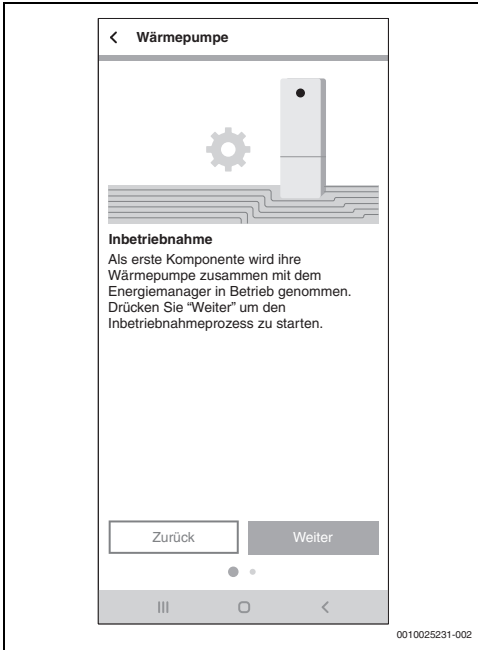 Wärmepumpe
Inbetriebnahme
Als erste Komponente wird ihre
Wärmepumpe zusammen mit dem
Energiemanager in Betrieb genommen.
Drücken Sie “Weiter” um den
Inbetriebnahmeprozess zu starten.
Zurück Weiter
0010025231-002